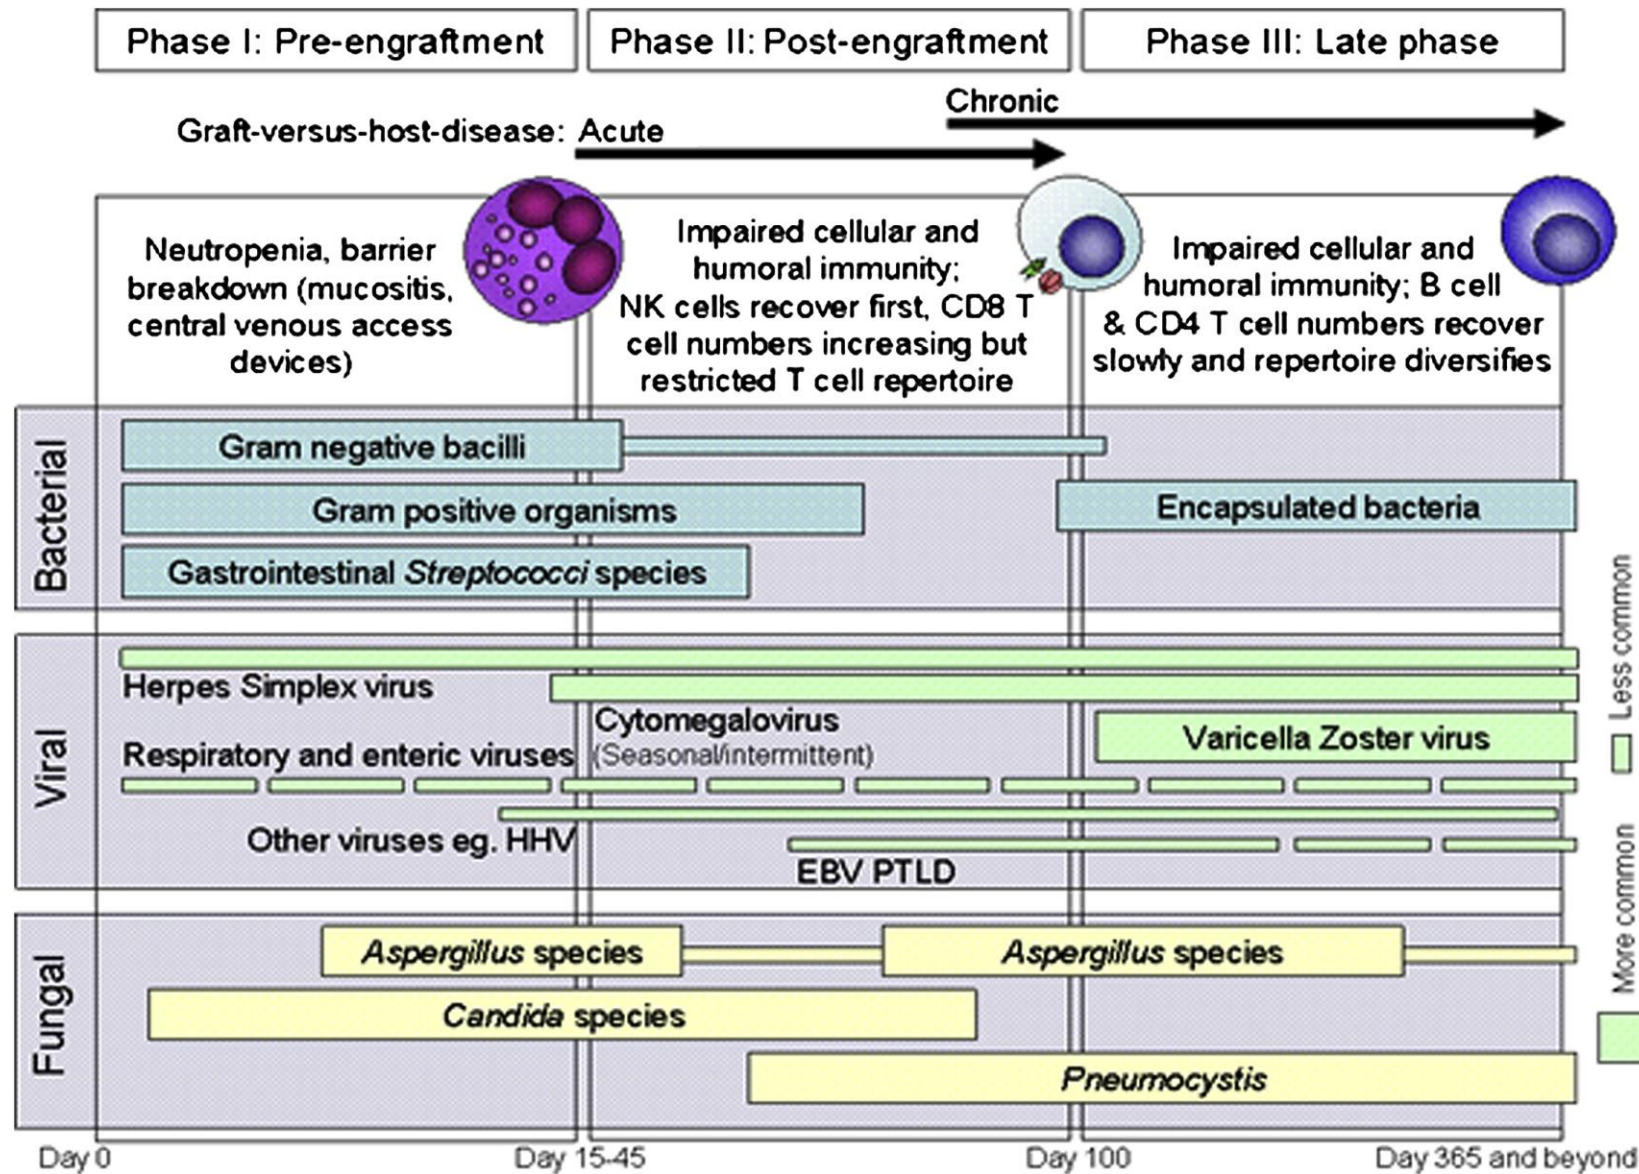 Phase I: Pre-engraftment
Phase II: Post-engraftment
Phase III: Late phase
Chronic
Graft-versus-host-disease: Acute
Neutropenia, barrier
breakdown (mucositis,
central venous access
devices)
Impaired cellular and
humoral immunity;
NK cells recover first, CD8 T
cell numbers increasing but
restricted T cell repertoire
Impaired cellular and
humoral immunity; B cell
& CD4 T cell numbers recover
slowly and repertoire diversifies
Bacterial
Gram negative bacilli
Gram positive organisms
Encapsulated bacteria
Gastrointestinal Streptococci species
Viral
Herpes Simplex virus
Cytomegalovirus
Varicella Zoster virus
Respiratory and enteric viruses (Seasonal/intermittent)
Other viruses eg. HHV
EBV PTLD
Fungal
Aspergillus species
Aspergillus species
Candida species
Pneumocystis
Less common
More common
Day 0
Day 15-45
Day 100
Day 365 and beyond